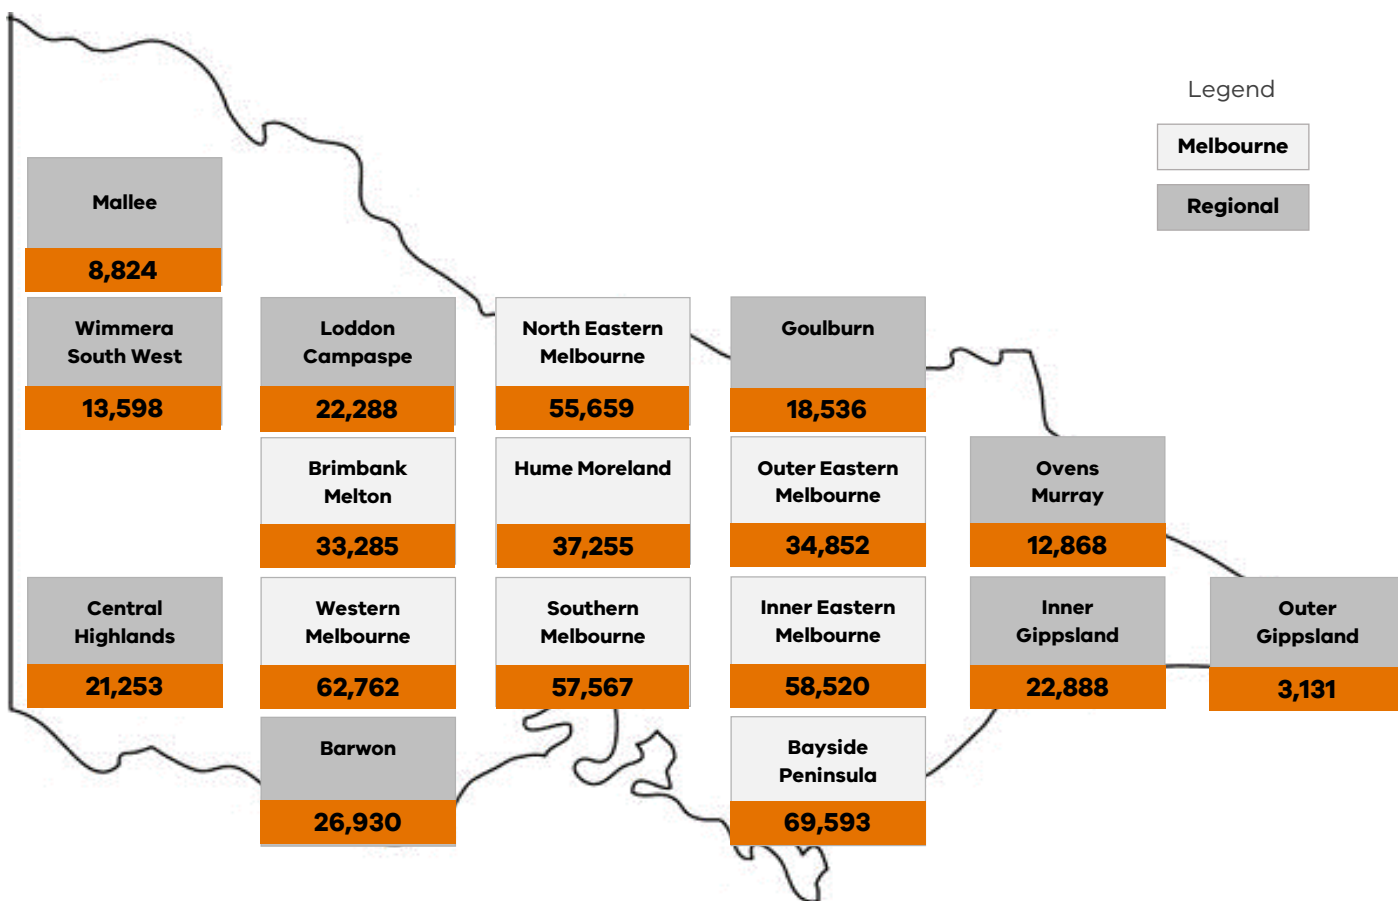 Legend
Melbourne
Regional
Mallee
8,824
Wimmera
South West
13,598
Loddon
Campaspe
22,288
North Eastern
Melbourne
55,659
Goulburn
18,536
Brimbank
Melton
33,285
Hume Moreland
37,255
Outer Eastern
Melbourne
34,852
Ovens
Murray
12,868
Central
Highlands
21,253
Western
Melbourne
62,762
Southern
Melbourne
57,567
Inner Eastern
Melbourne
58,520
Inner
Gippsland
22,888
Outer
Gippsland
3,131
Barwon
26,930
Bayside
Peninsula
69,593